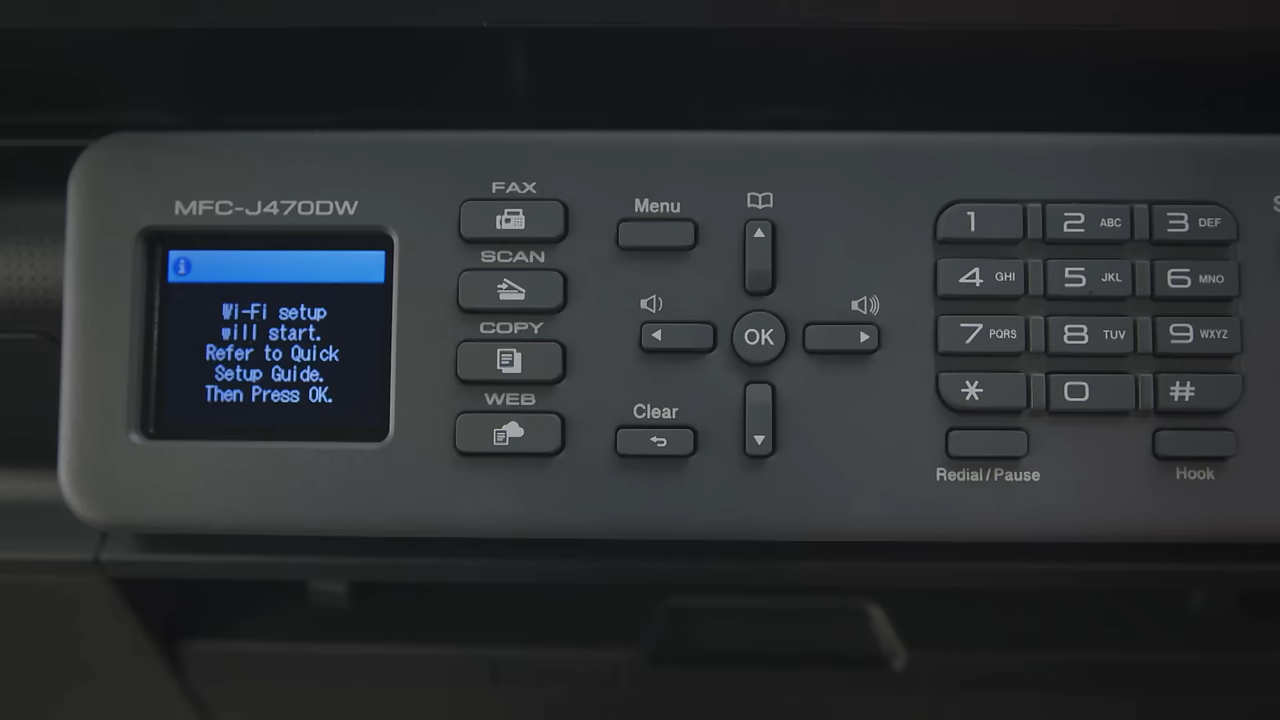 MFC-J470DW
Wi-Fi setup
will start.
Refer to Quick
Setup Guide.
Then Press OK.
FAX
SCAN
COPY
WEB
Menu
OK
Clear
1
2 ABC
3 DEF
4 GHI
5 JKL
6 MNO
7 PQRS
8 TUV
9 WXYZ
* 0 #
Redial / Pause
Hook